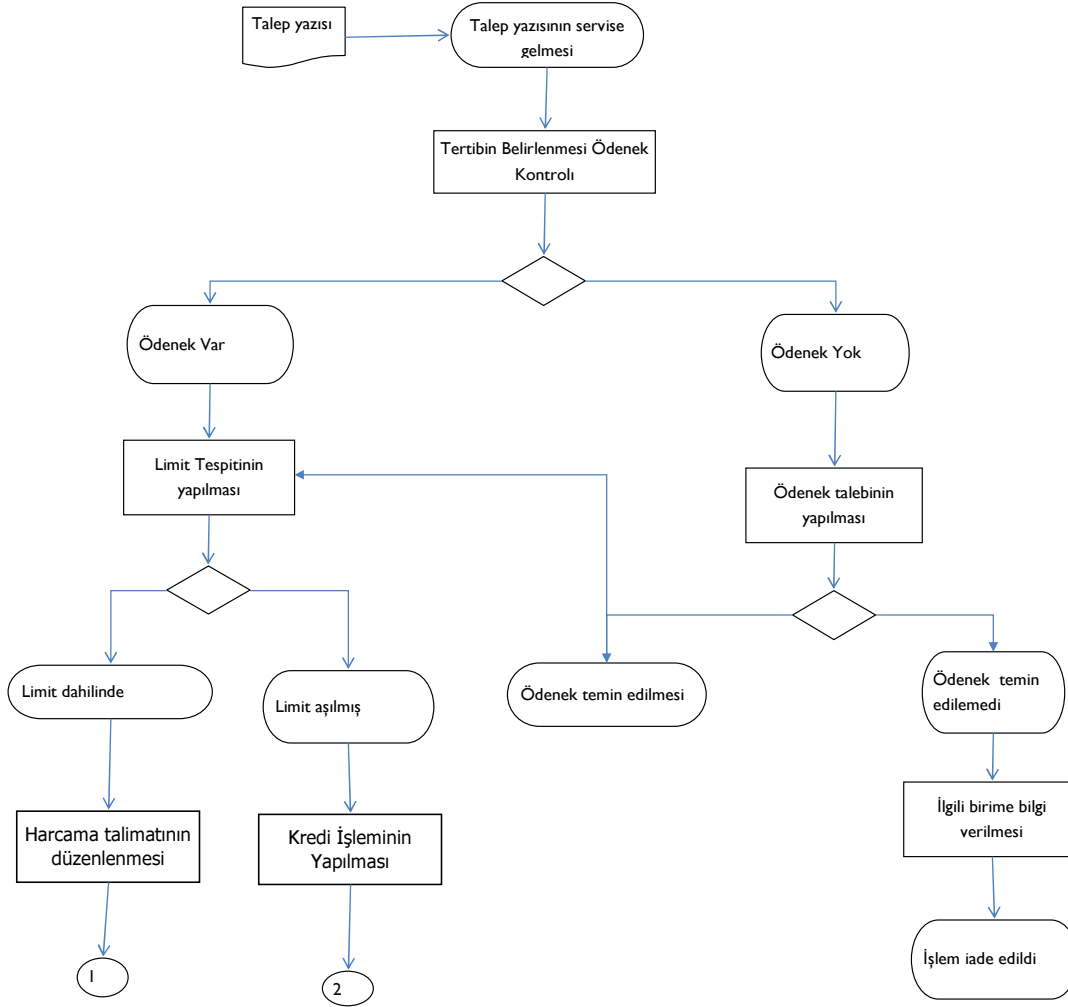 Talep yazısı
Talep yazısının servise
gelmesi
Tertibin Belirlenmesi Ödenek
Kontrolı
Ödenek Var
Ödenek Yok
Limit Tespitinin
yapılması
Ödenek talebinin
yapılması
Limit dahilinde
Limit aşılmış
Ödenek temin edilmesi
Ödenek temin
edilemedi
Harcama talimatının
düzenlenmesi
Kredi İşleminin
Yapılması
İlgili birime bilgi
verilmesi
İşlem iade edildi
1
2